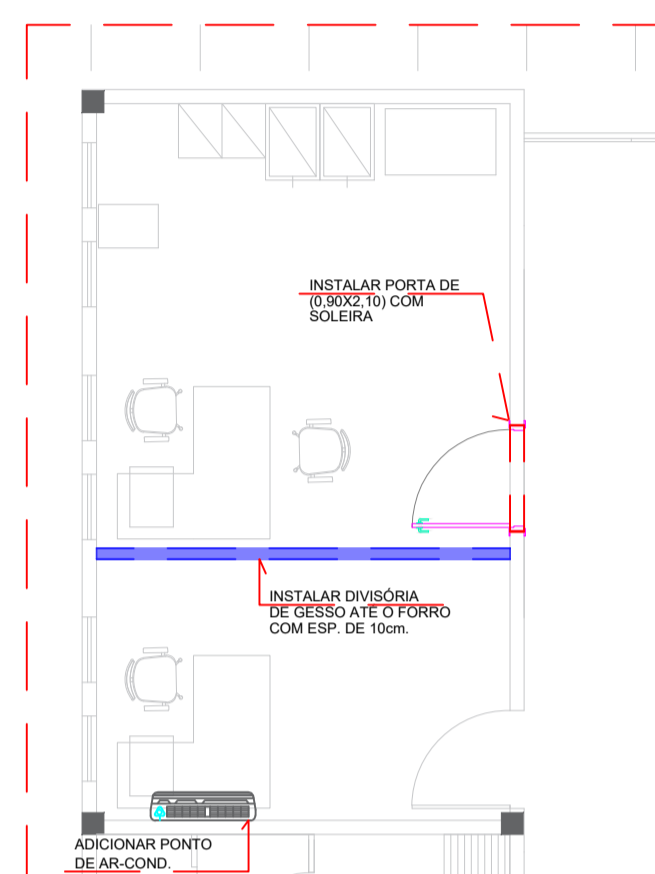 INSTALAR PORTA DE
(0,90X2,10) COM
SOLEIRA
INSTALAR DIVISÓRIA
DE GESSO ATÉ O FORRO
COM ESP. DE 10cm.
ADICIONAR PONTO
DE AR-COND.